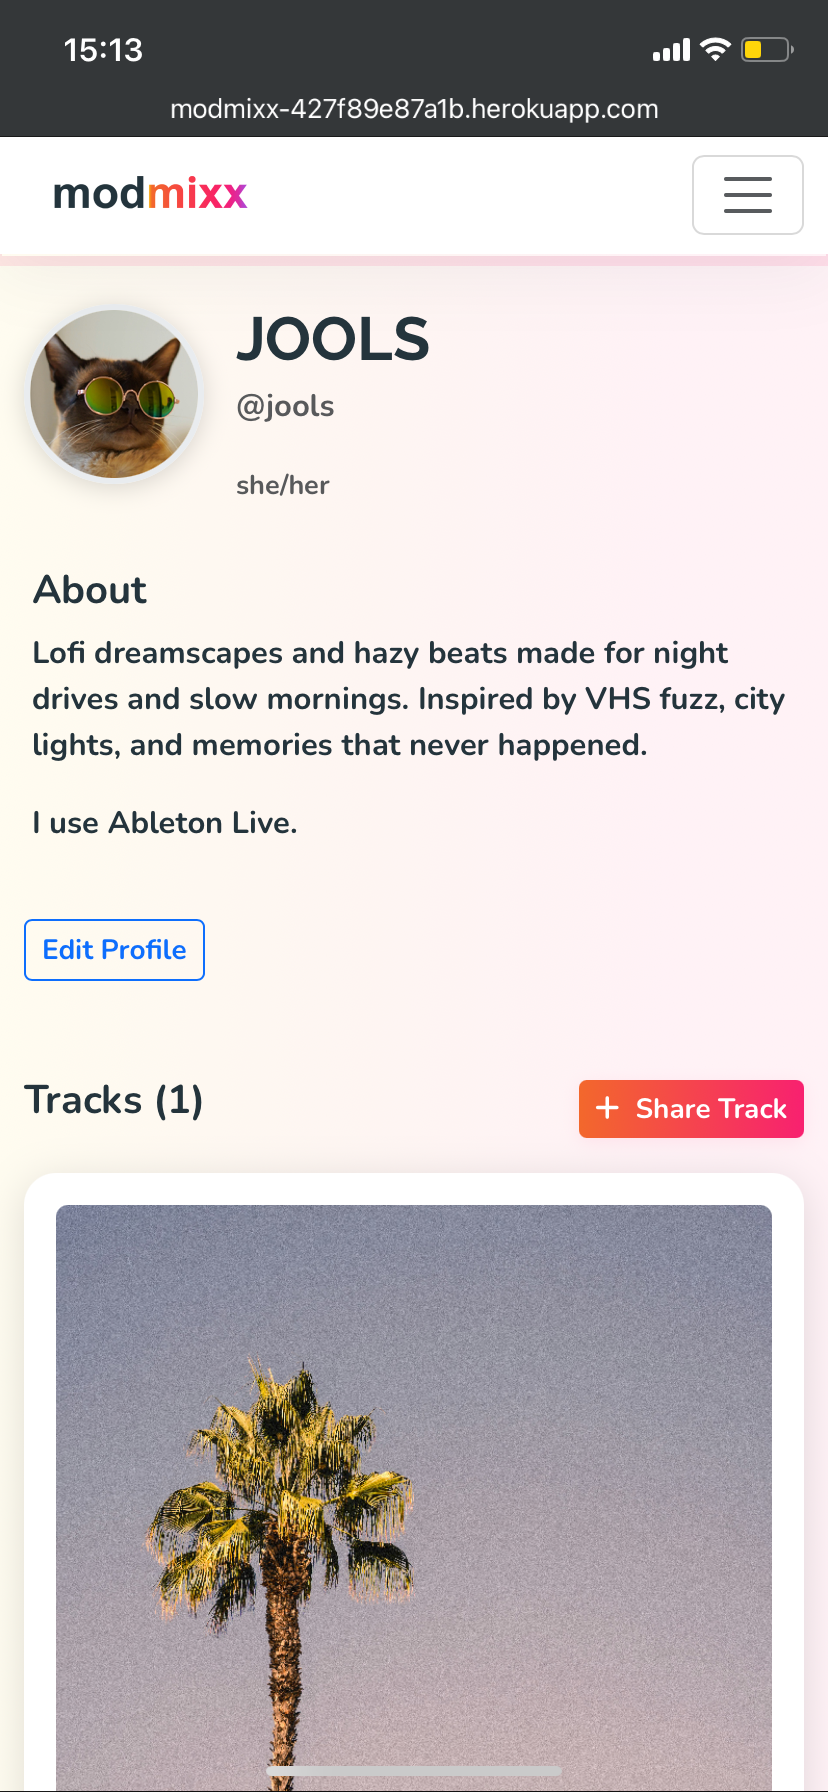 15:13
modmixx-427f89e87a1b.herokuapp.com
modmixx
JOOLS
@jools
she/her
About
Lofi dreamscapes and hazy beats made for night
drives and slow mornings. Inspired by VHS fuzz, city
lights, and memories that never happened.
I use Ableton Live.
Edit Profile
Tracks (1)
+ Share Track